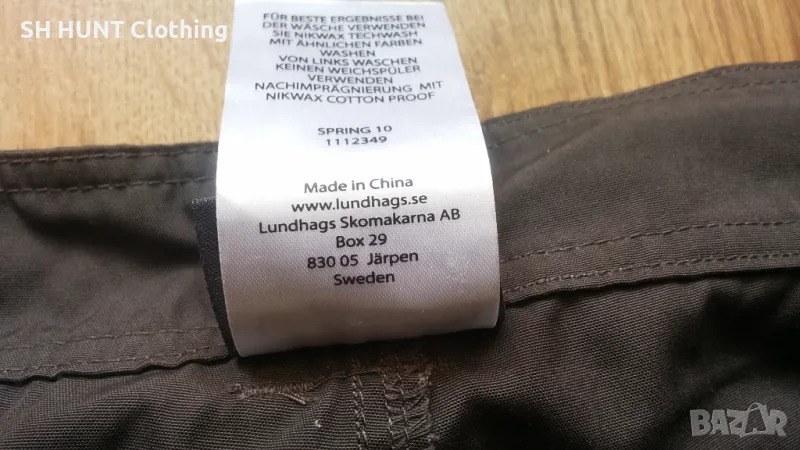 SH HUNT Clothing
FÜR BESTE ERGEBNISSE BEI
DER WÄSCHE VERWENDEN
SIE NIKWAX TECHWASH
MIT ÄHNLICHEN FARBEN
WASHEN
VON LINKS WASCHEN
KEINEN WEICHSPÜLER
VERWENDEN
NACHIMPRÄGNIERUNG MIT
NIKWAX COTTON PROOF
SPRING 10
1112349
Made in China
www.lundhags.se
Lundhags Skomakarna AB
Box 29
830 05 Järpen
Sweden
BAZAR